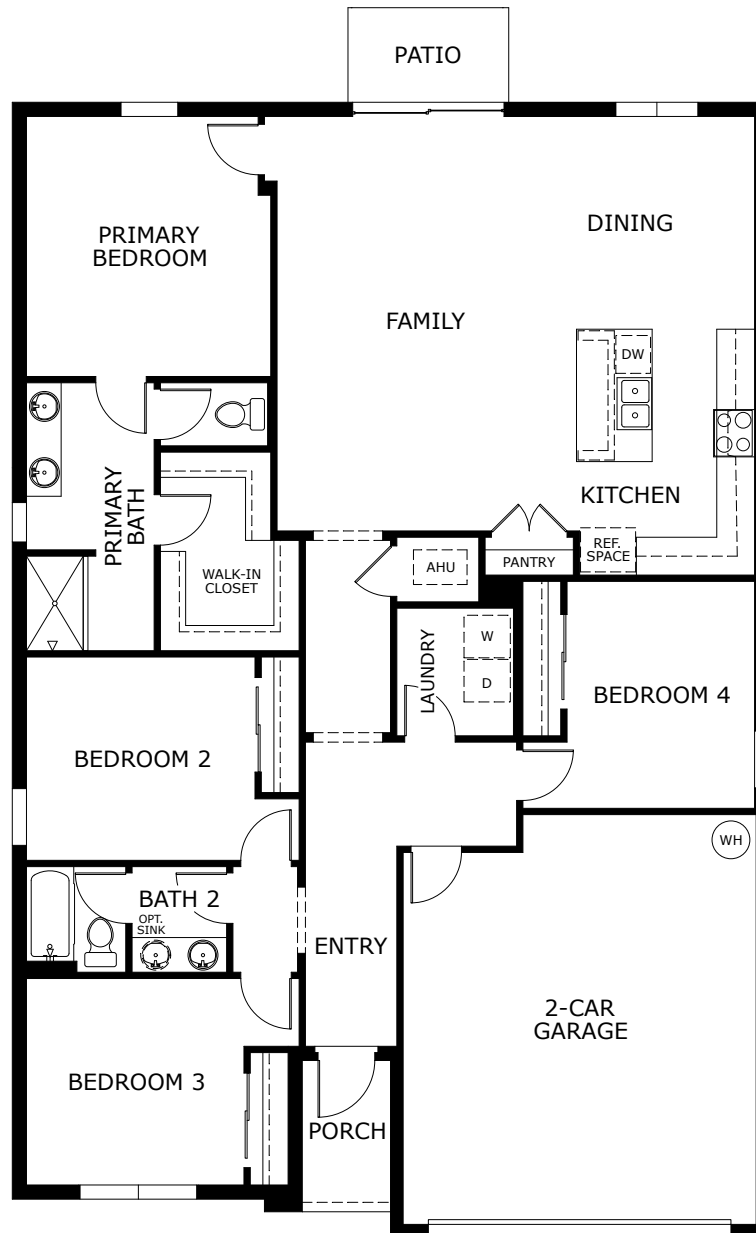 PATIO
DINING
PRIMARY
BEDROOM
FAMILY
DW
KITCHEN
PRIMARY
BATH
REF.
SPACE
PANTRY
AHU
WALK-IN
CLOSET
W
D
LAUNDRY
BEDROOM 4
BEDROOM 2
WH
BATH 2
OPT.
SINK
ENTRY
2-CAR
GARAGE
BEDROOM 3
PORCH